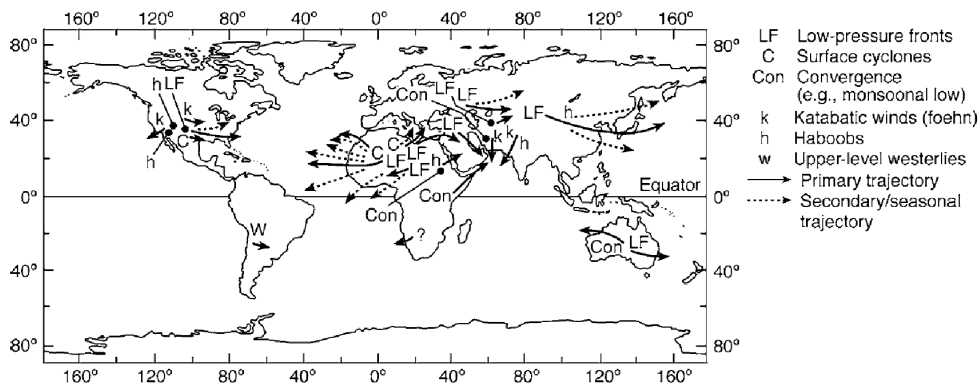 160° 120° 80° 40° 0° 40° 80° 120° 160°
80° 80°
40° 40°
0° 0°
40° 40°
80° 80°
160° 120° 80° 40° 0° 40° 80° 120° 160°
h LF
k
k
C
h
W
C
C
LF
LF
LF
LF
h
Con
Con
Con
LF
LF
k
k
h
LF
h
Equator
?
Con
LF
LF Low-pressure fronts
C Surface cyclones
Con Convergence
(e.g., monsoonal low)
k Katabatic winds (foehn)
h Haboobs
w Upper-level westerlies
Primary trajectory
Secondary/seasonal
trajectory